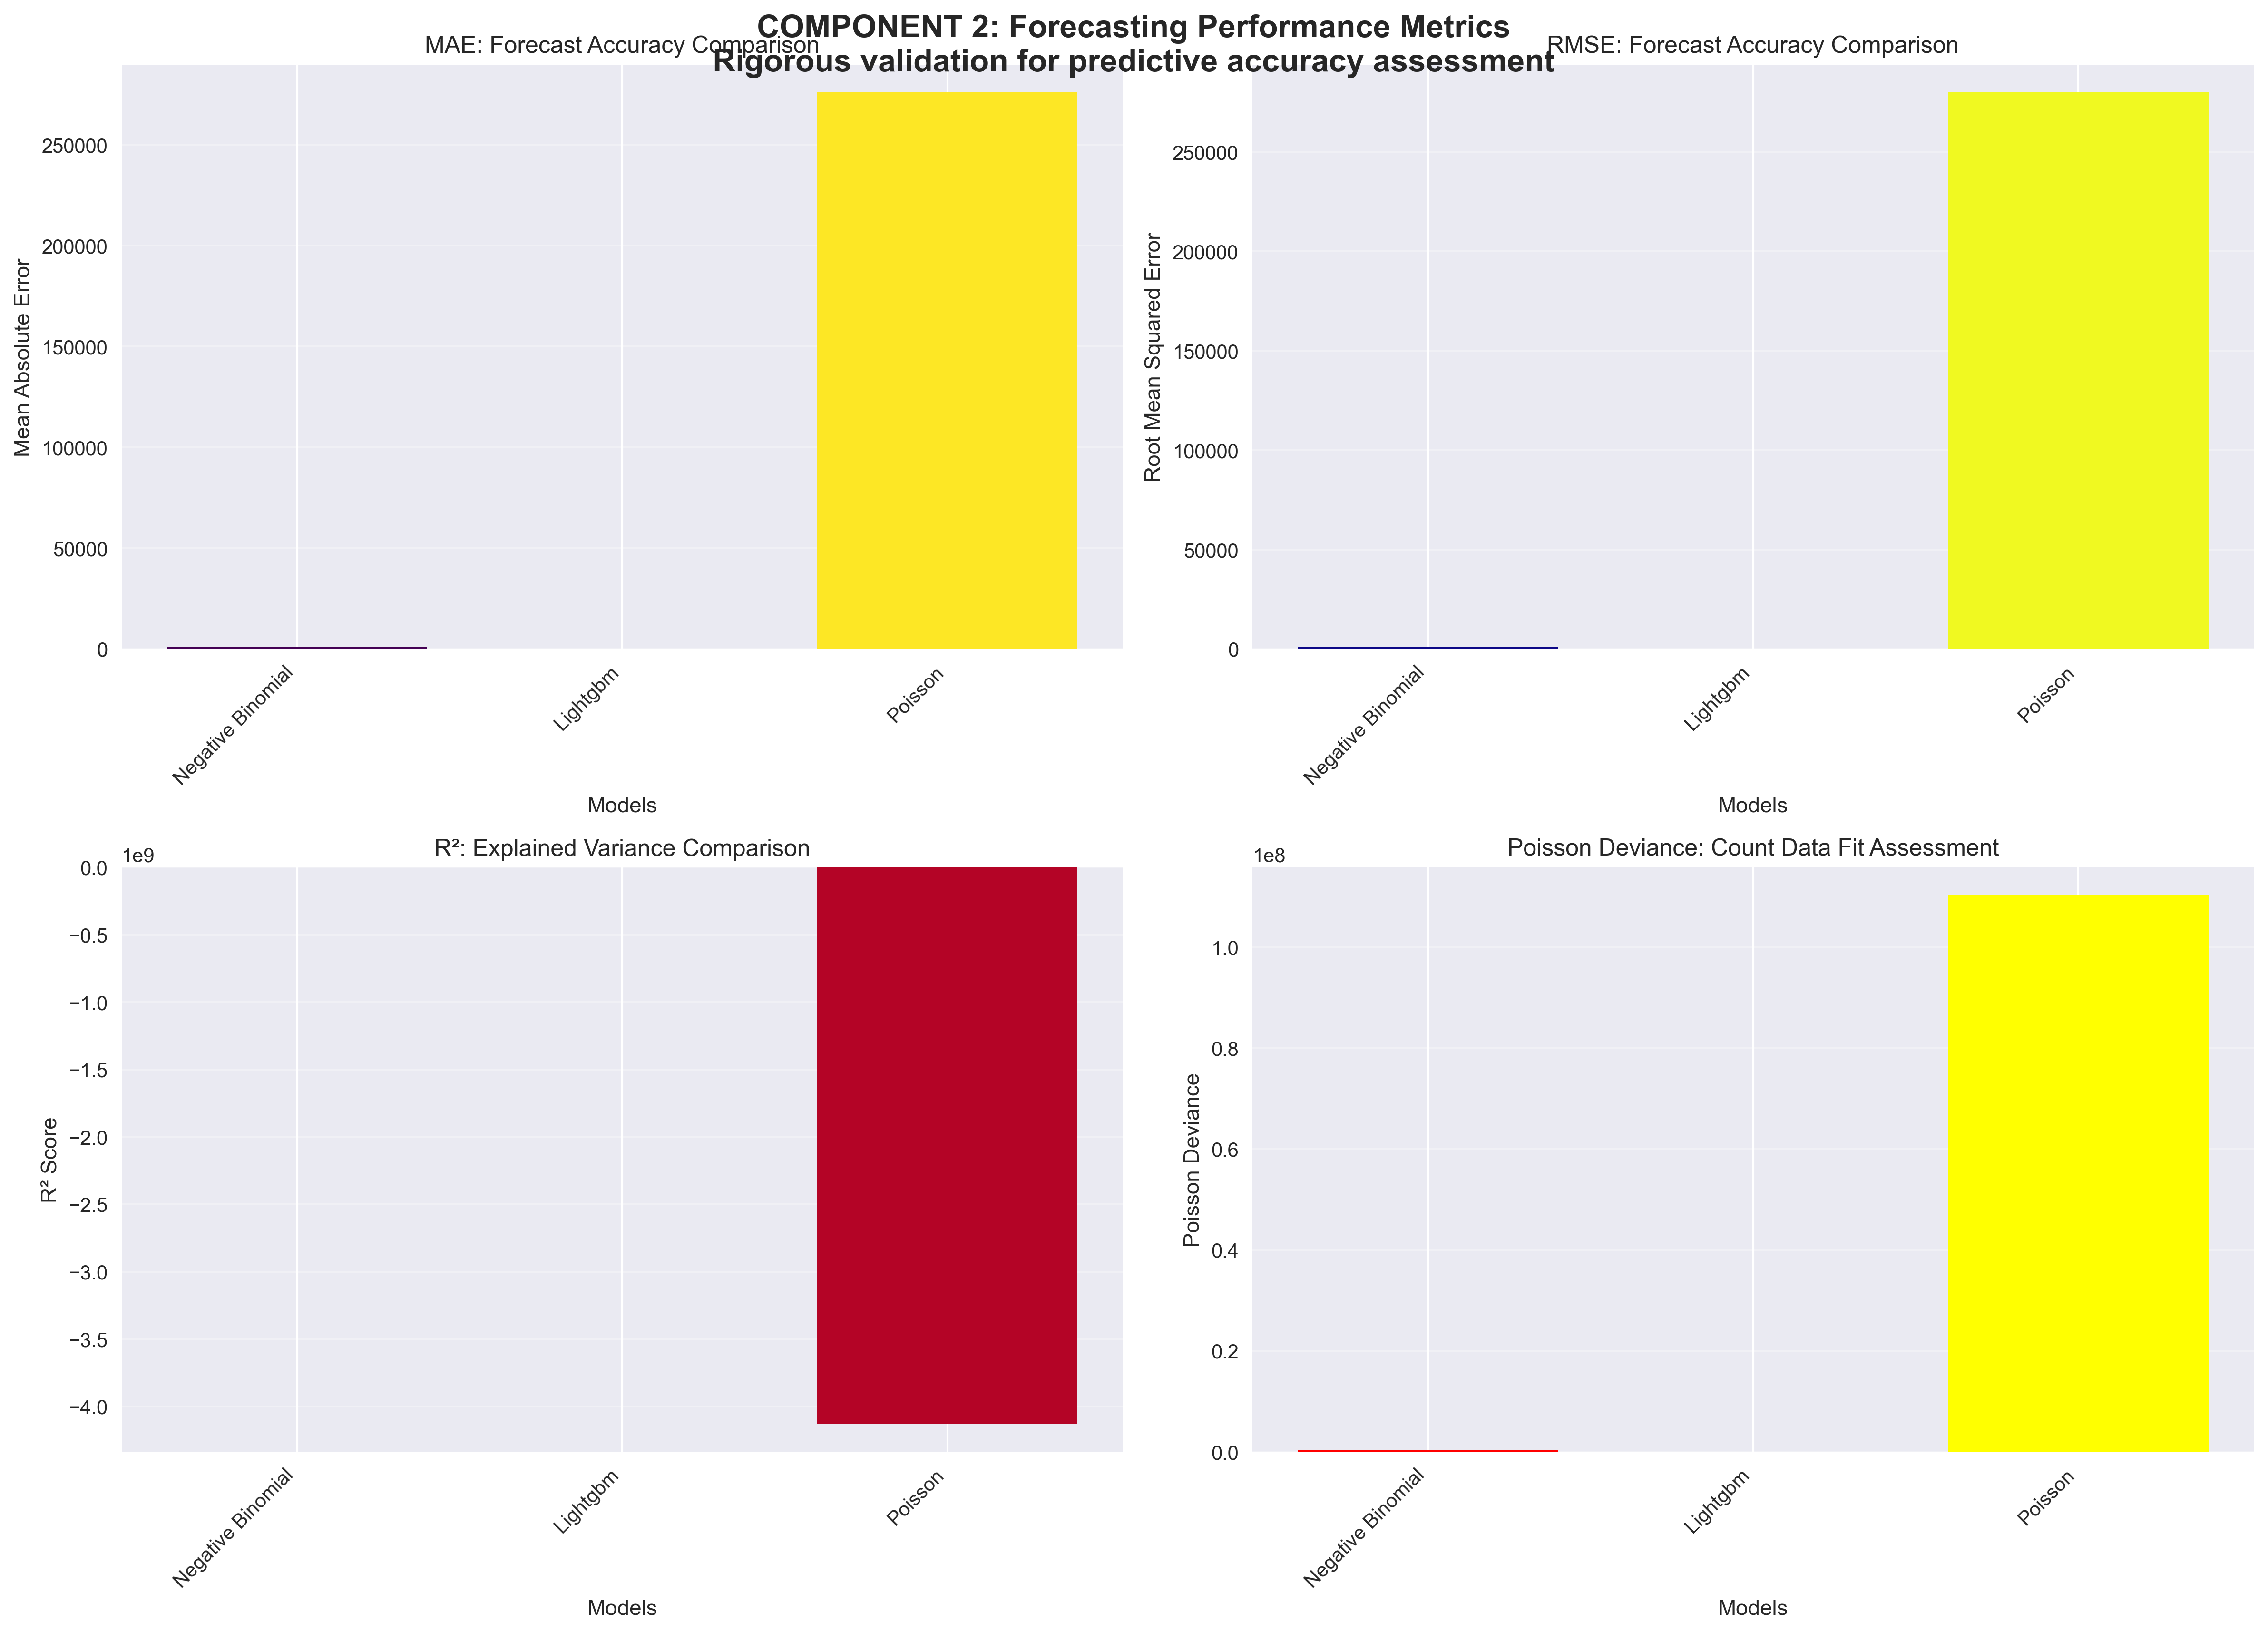 COMPONENT 2: Forecasting Performance Metrics
Rigorous validation for predictive accuracy assessment
MAE: Forecast Accuracy Comparison
Mean Absolute Error
250000
200000
150000
100000
50000
0
Negative Binomial
Lightgbm
Poisson
Models
RMSE: Forecast Accuracy Comparison
Root Mean Squared Error
250000
200000
150000
100000
50000
0
Negative Binomial
Lightgbm
Poisson
Models
R²: Explained Variance Comparison
1e9
R² Score
0.0
−0.5
−1.0
−1.5
−2.0
−2.5
−3.0
−3.5
−4.0
Negative Binomial
Lightgbm
Poisson
Models
Poisson Deviance: Count Data Fit Assessment
1e8
Poisson Deviance
1.0
0.8
0.6
0.4
0.2
0.0
Negative Binomial
Lightgbm
Poisson
Models